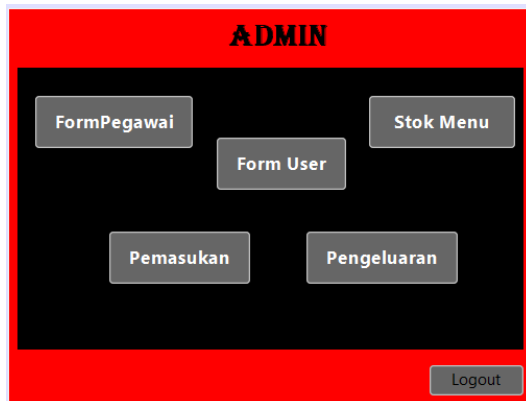 ADMIN
FormPegawai
Stok Menu
Form User
Pemasukan
Pengeluaran
Logout